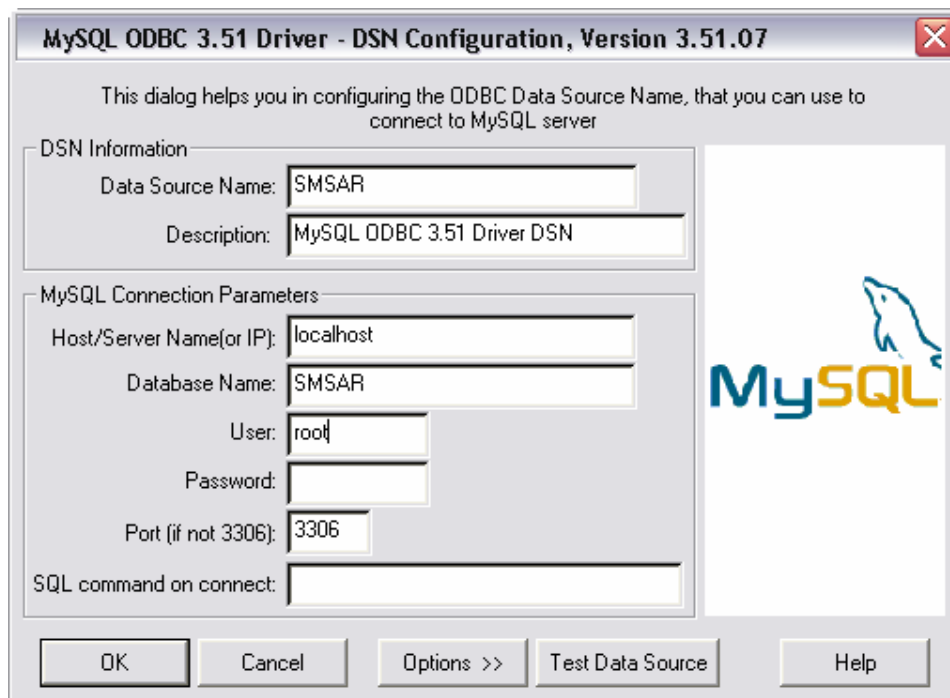 MySQL ODBC 3.51 Driver - DSN Configuration, Version 3.51.07
This dialog helps you in configuring the ODBC Data Source Name, that you can use to
connect to MySQL server
DSN Information
Data Source Name: SMSAR
Description: MySQL ODBC 3.51 Driver DSN
MySQL Connection Parameters
Host/Server Name(or IP): localhost
Database Name: SMSAR
User: root
Password:
Port (if not 3306): 3306
SQL command on connect:
MySQL
OK Cancel Options >> Test Data Source Help